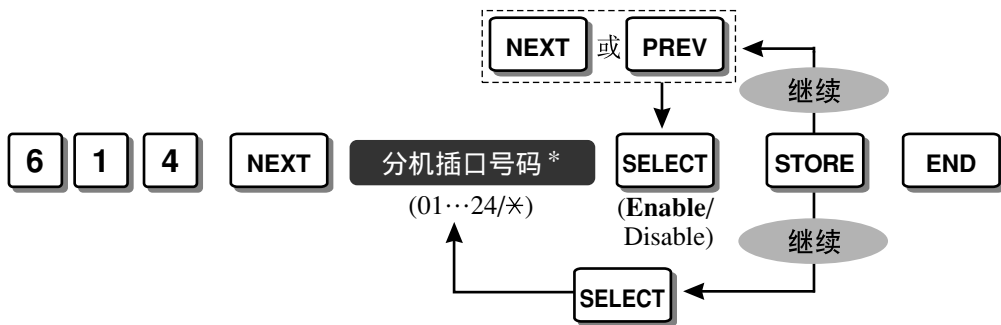 NEXT 或 PREV
继续
6 1 4 NEXT 分机插口号码* SELECT STORE END
(01…24/✳) (Enable/
Disable)
继续
SELECT